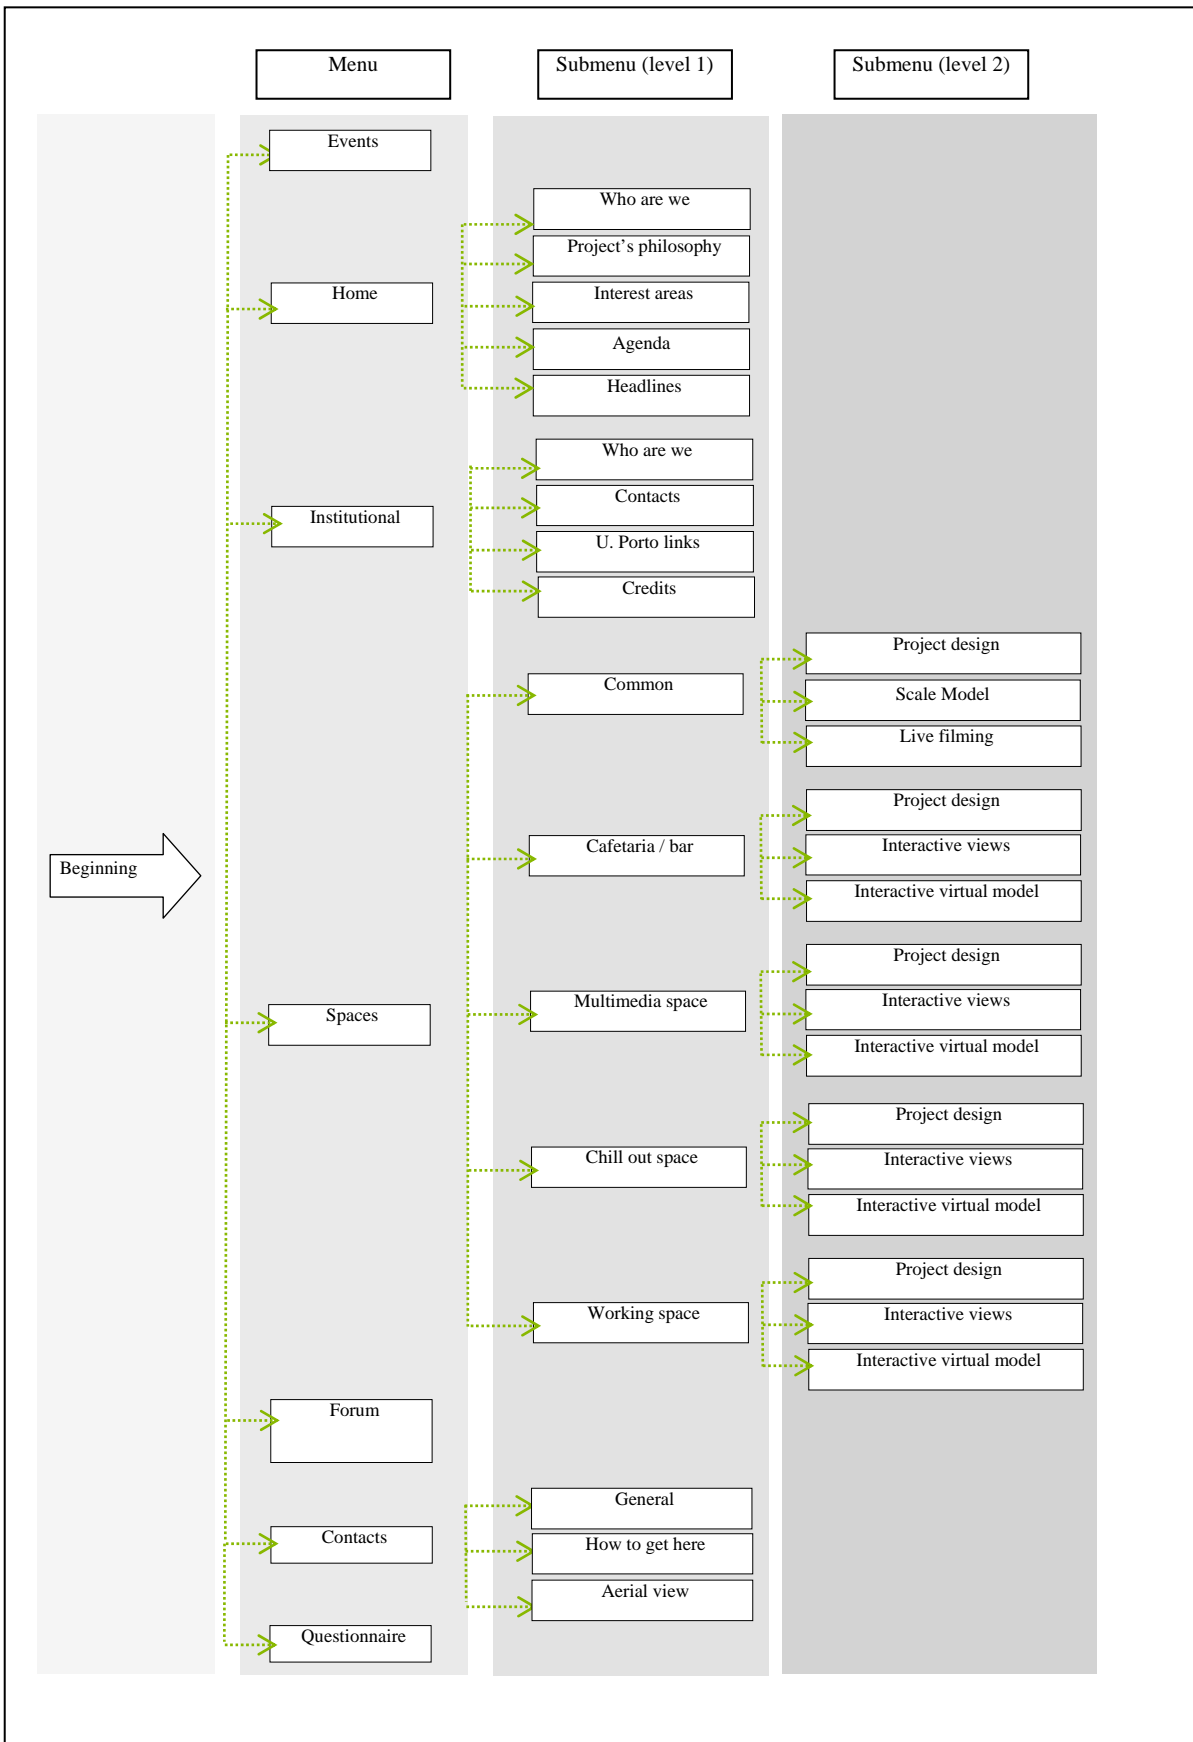 Menu
Submenu (level 1)
Submenu (level 2)
Events
Who are we
Project’s philosophy
Home
Interest areas
Agenda
Headlines
Who are we
Contacts
Institutional
U. Porto links
Credits
Project design
Common
Scale Model
Live filming
Project design
Beginning
Cafetaria / bar
Interactive views
Interactive virtual model
Project design
Spaces
Multimedia space
Interactive views
Interactive virtual model
Project design
Chill out space
Interactive views
Interactive virtual model
Project design
Working space
Interactive views
Interactive virtual model
Forum
General
Contacts
How to get here
Aerial view
Questionnaire